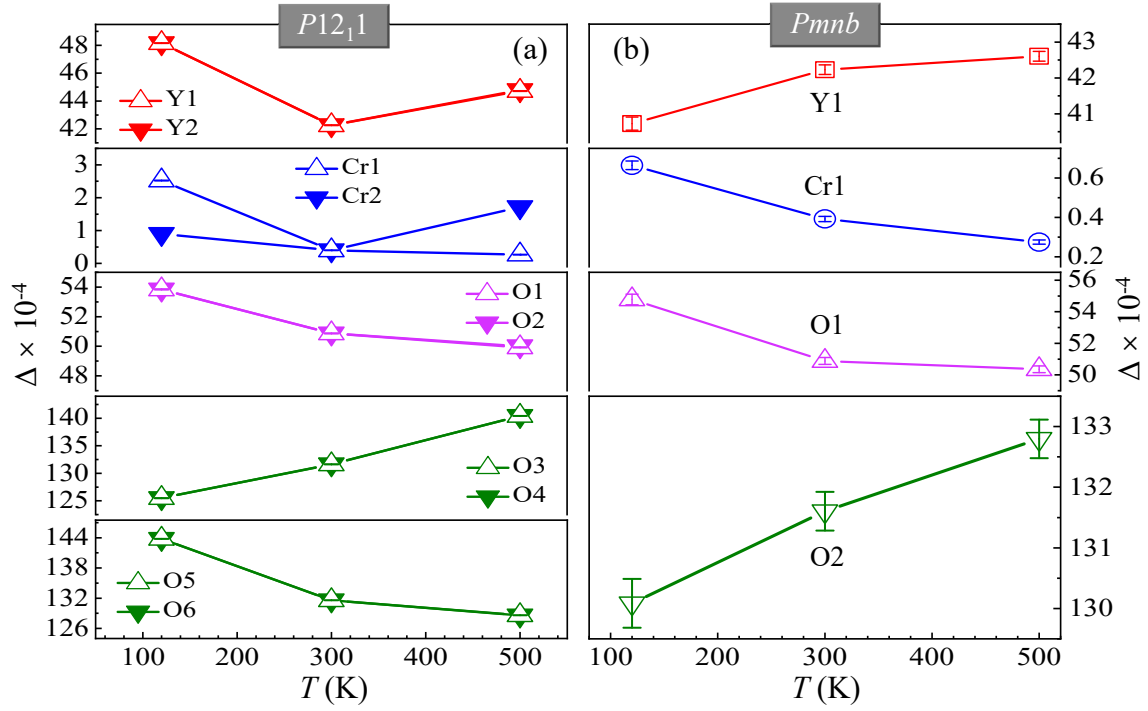 P12₁1
Pmnb
(a)
(b)
48
46
44
42
Y1
Y2
43
42
41
Y1
3
2
1
0
Cr1
Cr2
0.6
0.4
0.2
Cr1
54
52
50
48
O1
O2
56
54
52
50
O1
140
135
130
125
O3
O4
144
138
132
126
O5
O6
133
132
131
130
O2
Δ × 10⁻⁴
Δ × 10⁻⁴
100 200 300 400 500
100 200 300 400 500
T (K)
T (K)